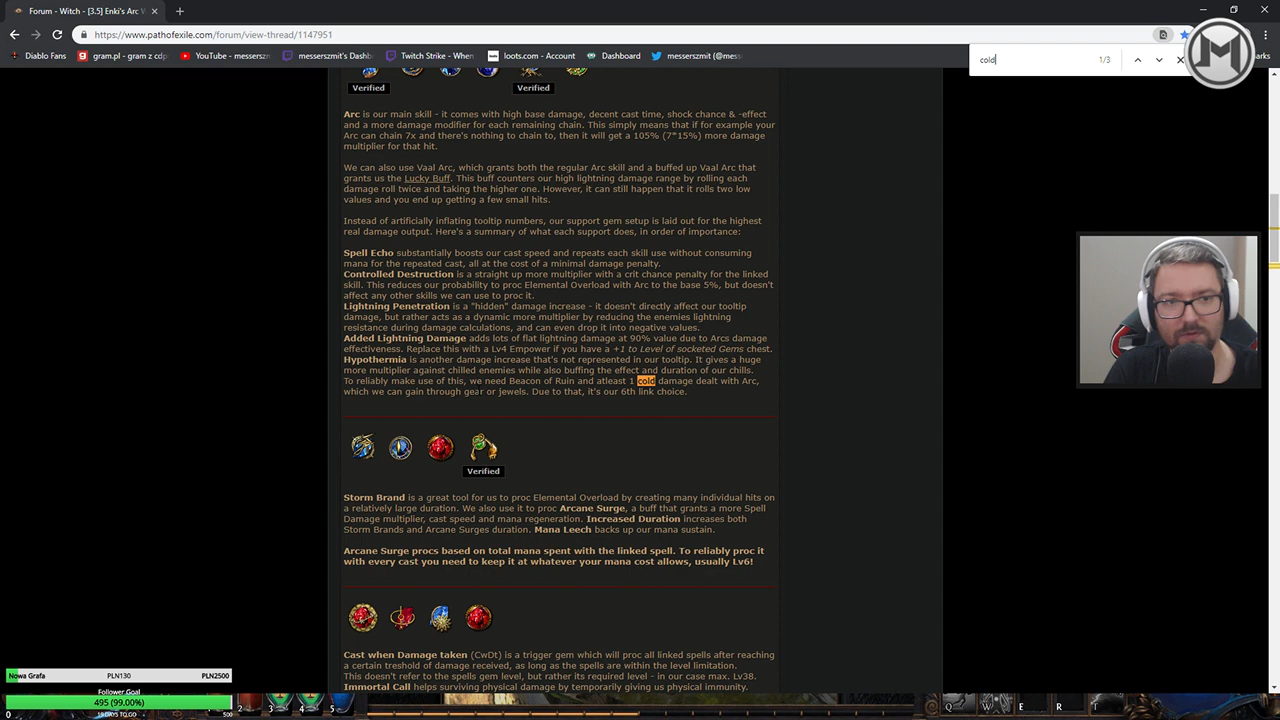 Forum - Witch - [3.5] Enki's Arc W
https://www.pathofexile.com/forum/view-thread/1147951
Diablo Fans
gram.pl - gram z cdp
YouTube - messersz
messerszmit's Dashb
Twitch Strike - When
loots.com - Account
Dashboard
messerszmit (@mes
cold
1/3
Verified
Verified
Arc is our main skill - it comes with high base damage, decent cast time, shock chance & -effect
and a more damage modifier for each remaining chain. This simply means that if for example your
Arc can chain 7x and there's nothing to chain to, then it will get a 105% (7*15%) more damage
multiplier for that hit.
We can also use Vaal Arc, which grants both the regular Arc skill and a buffed up Vaal Arc that
grants us the Lucky Buff. This buff counters our high lightning damage range by rolling each
damage roll twice and taking the higher one. However, it can still happen that it rolls two low
values and you end up getting a few small hits.
Instead of artificially inflating tooltip numbers, our support gem setup is laid out for the highest
real damage output. Here's a summary of what each support does, in order of importance:
Spell Echo substantially boosts our cast speed and repeats each skill use without consuming
mana for the repeated cast, all at the cost of a minimal damage penalty.
Controlled Destruction is a straight up more multiplier with a crit chance penalty for the linked
skill. This reduces our probability to proc Elemental Overload with Arc to the base 5%, but doesn't
affect any other skills we can use to proc it.
Lightning Penetration is a "hidden" damage increase - it doesn't directly affect our tooltip
damage, but rather acts as a dynamic more multiplier by reducing the enemies lightning
resistance during damage calculations, and can even drop it into negative values.
Added Lightning Damage adds lots of flat lightning damage at 90% value due to Arcs damage
effectiveness. Replace this with a Lv4 Empower if you have a +1 to Level of socketed Gems chest.
Hypothermia is another damage increase that's not represented in our tooltip. It gives a huge
more multiplier against chilled enemies while also buffing the effect and duration of our chills.
To reliably make use of this, we need Beacon of Ruin and atleast 1 cold damage dealt with Arc,
which we can gain through gear or jewels. Due to that, it's our 6th link choice.
Verified
Storm Brand is a great tool for us to proc Elemental Overload by creating many individual hits on
a relatively large duration. We also use it to proc Arcane Surge, a buff that grants a more Spell
Damage multiplier, cast speed and mana regeneration. Increased Duration increases both
Storm Brands and Arcane Surges duration. Mana Leech backs up our mana sustain.
Arcane Surge procs based on total mana spent with the linked spell. To reliably proc it
with every cast you need to keep it at whatever your mana cost allows, usually Lv6!
Cast when Damage taken (CwDt) is a trigger gem which will proc all linked spells after reaching
a certain treshold of damage received, as long as the spells are within the level limitation.
This doesn't refer to the spells gem level, but rather its required level - in our case max. Lv38.
Immortal Call helps surviving physical damage by temporarily giving us physical immunity.
Nowa Grafa
PLN130
PLN2500
Follower Goal
495 (99.00%)
19 DAYS TO GO
500
2 3 4 5
Q W E R T